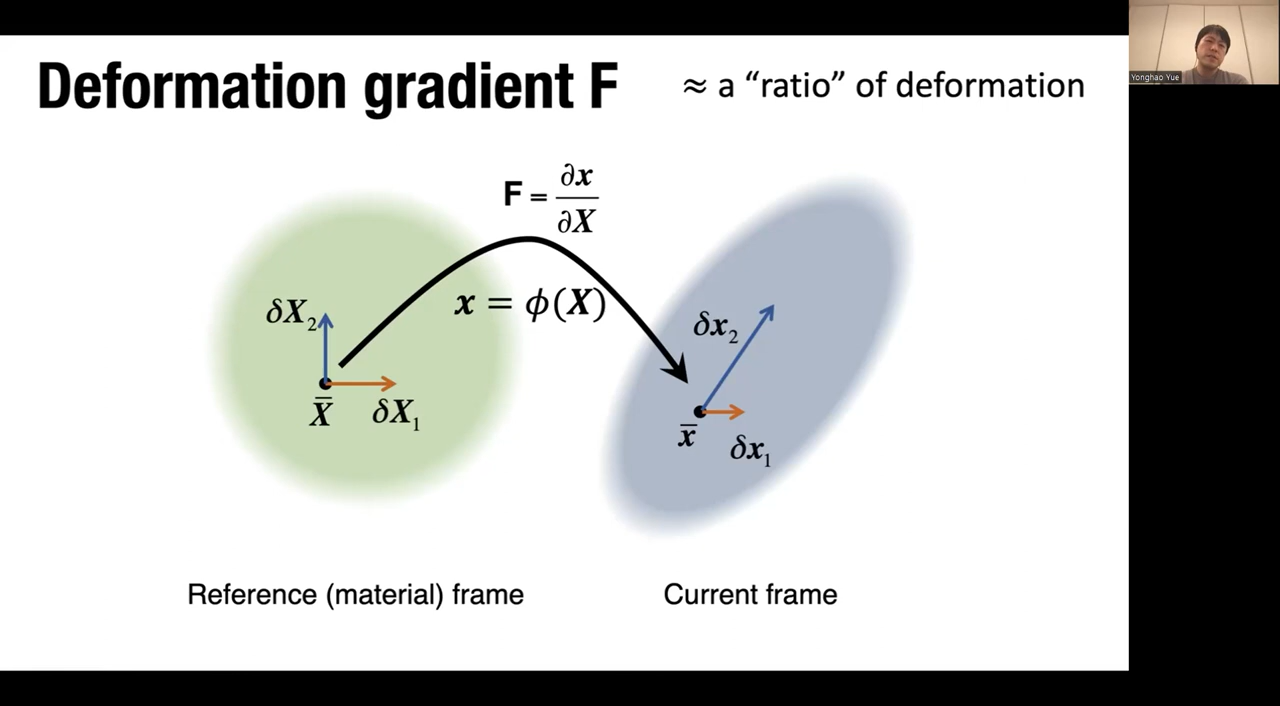 Deformation gradient F
≈ a “ratio” of deformation
Yonghao Yue
F = ∂x/∂X
x = ϕ(X)
δX₂
X̄
δX₁
δx₂
x̄
δx₁
Reference (material) frame
Current frame